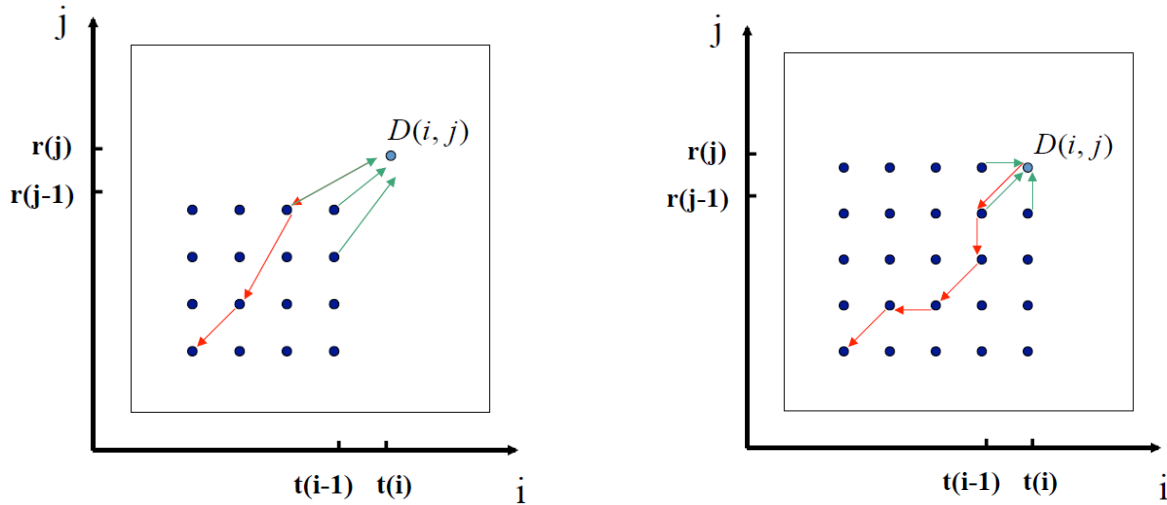 j
D(i, j)
r(j)
r(j-1)
t(i-1) t(i)
i
j
D(i, j)
r(j)
r(j-1)
t(i-1) t(i)
i